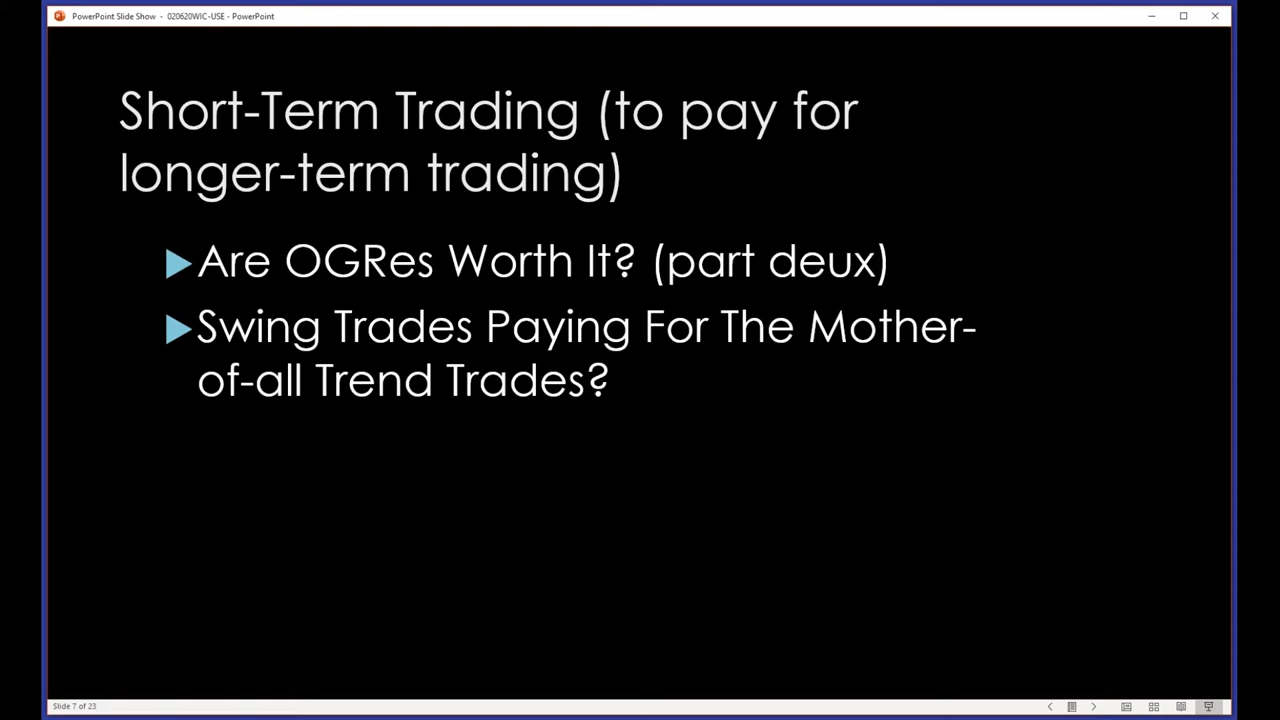 PowerPoint Slide Show - 020620WIC-USE - PowerPoint
Short-Term Trading (to pay for
longer-term trading)
Are OGRes Worth It? (part deux)
Swing Trades Paying For The Mother-
of-all Trend Trades?
Slide 7 of 23